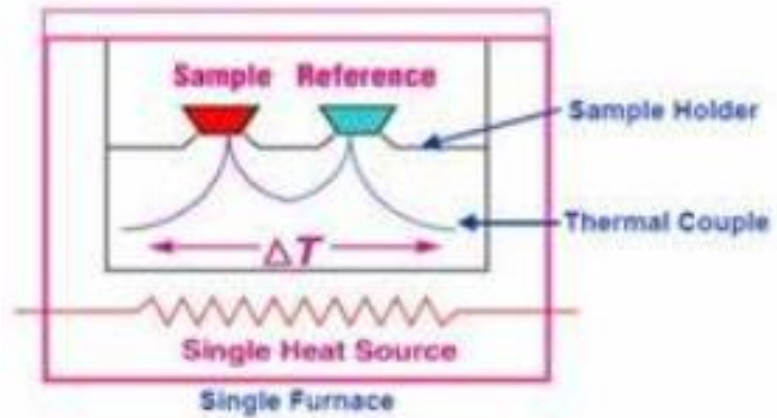 Sample Reference
Sample Holder
Thermal Couple
ΔT
Single Heat Source
Single Furnace